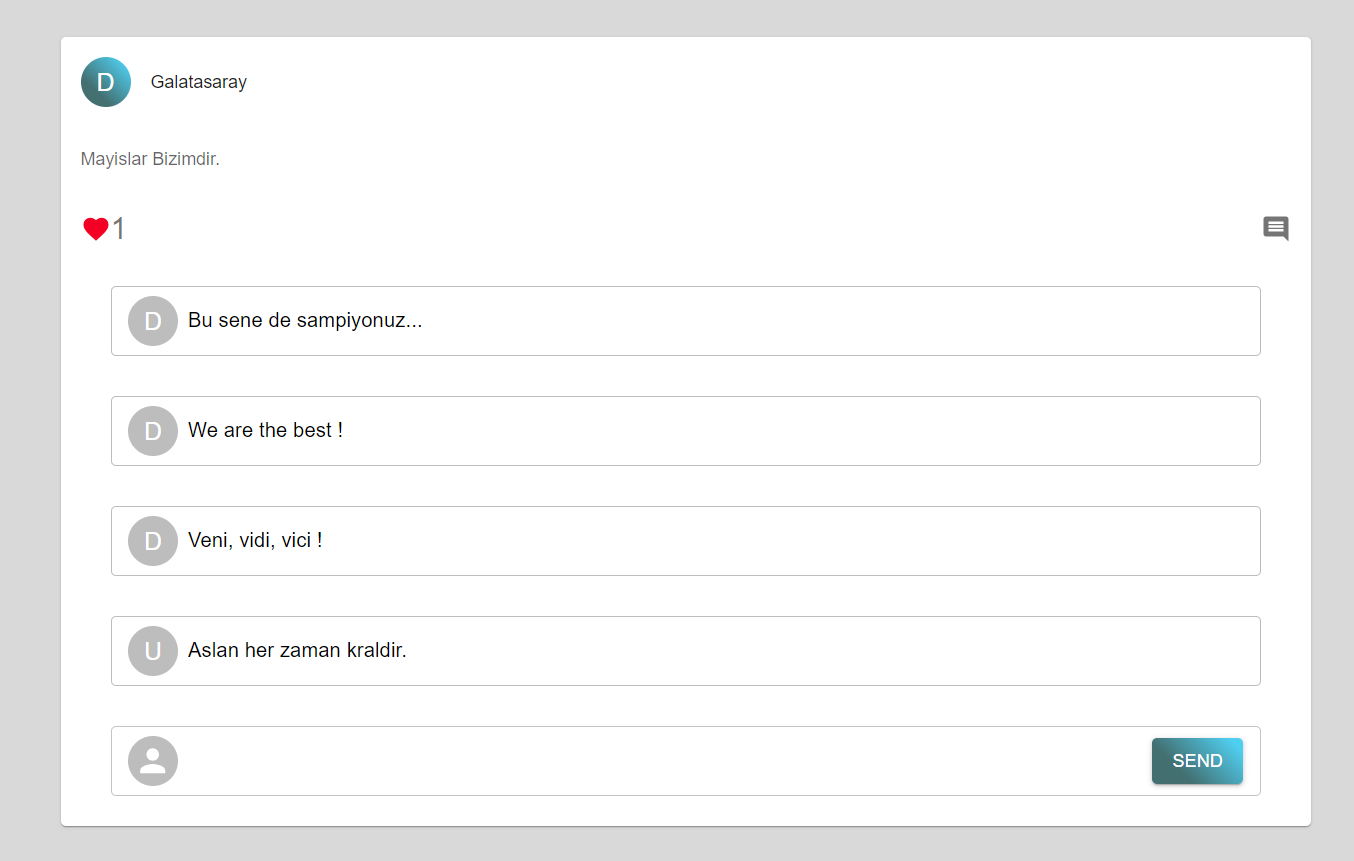 D Galatasaray
Mayislar Bizimdir.
1
D Bu sene de sampiyonuz...
D We are the best !
D Veni, vidi, vici !
U Aslan her zaman kraldir.
SEND